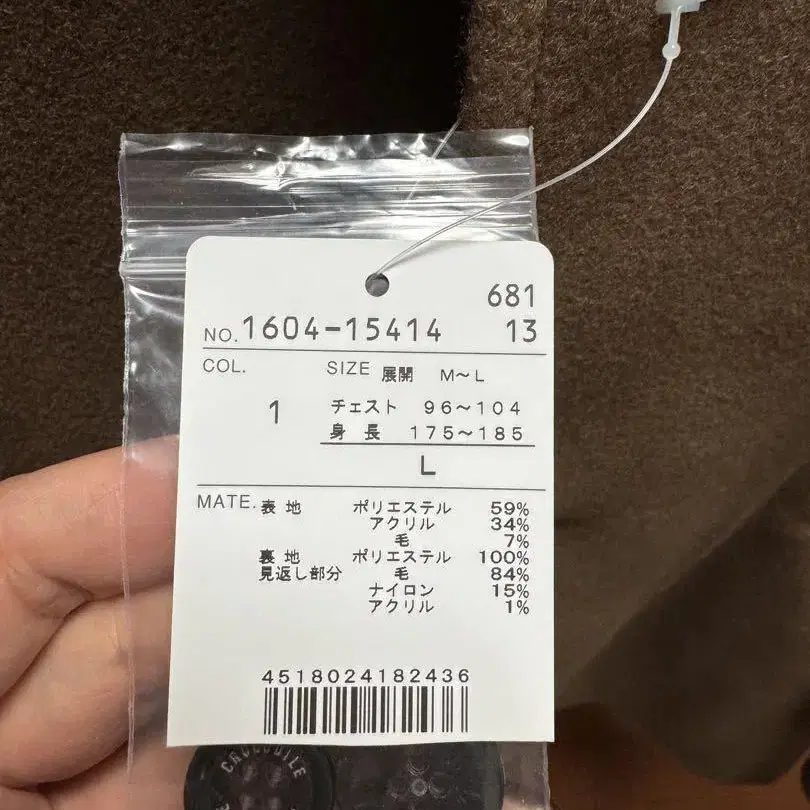 681
NO. 1604-15414 13
COL. SIZE 展開 M～L
1 チェスト 96～104
身長 175～185
L
MATE. 表地 ポリエステル 59%
アクリル 34%
毛 7%
裏地 ポリエステル 100%
見返し部分 毛 84%
ナイロン 15%
アクリル 1%
4518024182436
CROCODILE